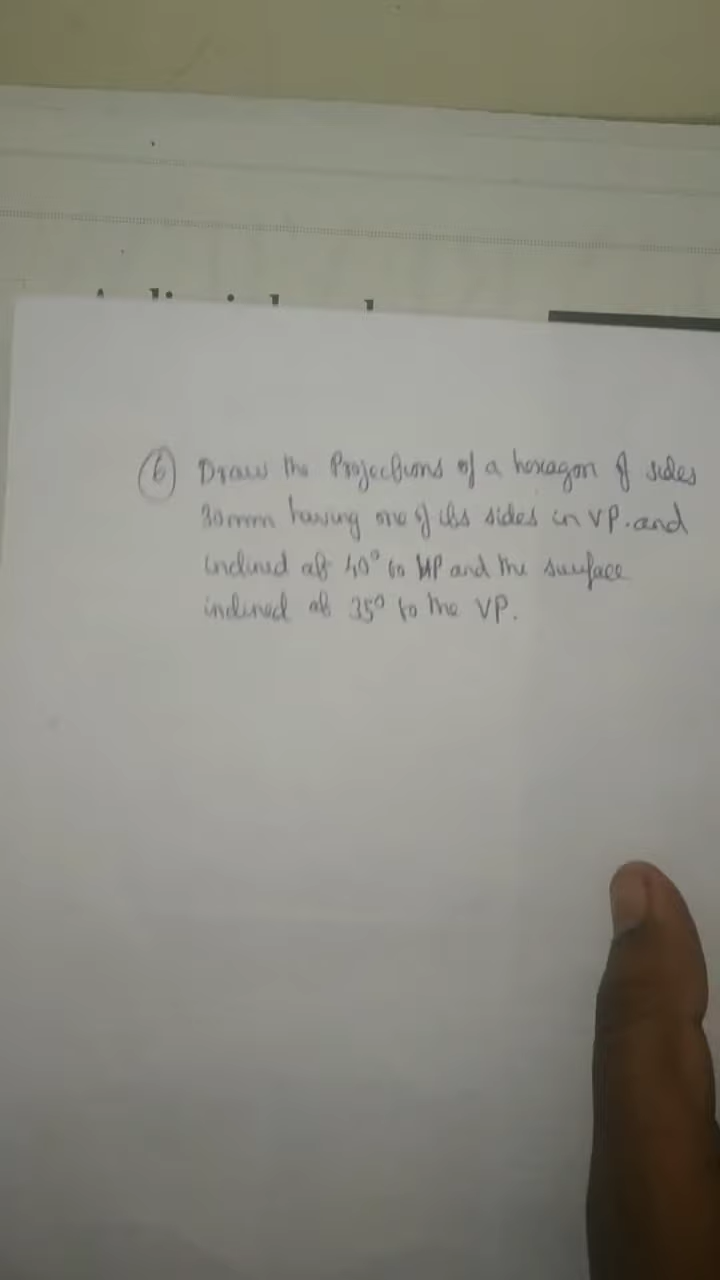 6 Draw the Projections of a hexagon of sides
30mm having one of its sides in VP. and
inclined at 40° to HP and the surface
inclined at 35° to the VP.